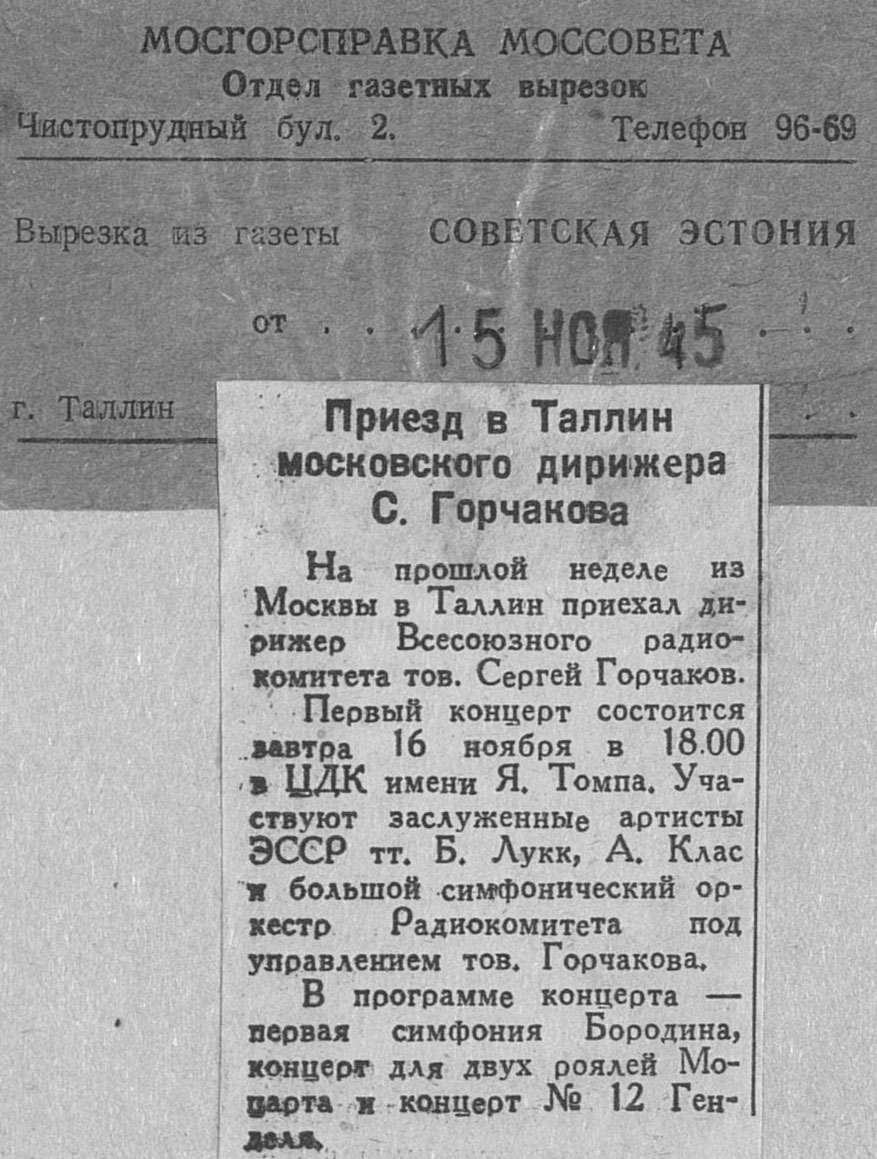 МОСГОРСПРАВКА МОССОВЕТА
Отдел газетных вырезок
Чистопрудный бул. 2. Телефон 96-69
Вырезка из газеты СОВЕТСКАЯ ЭСТОНИЯ
от . . . 15 НОЯ 45 . . .
г. Таллин . .
Приезд в Таллин
московского дирижера
С. Горчакова
На прошлой неделе из
Москвы в Таллин приехал ди-
рижер Всесоюзного радио-
комитета тов. Сергей Горчаков.
Первый концерт состоится
завтра 16 ноября в 18.00
в ЦДК имени Я. Томпа. Уча-
ствуют заслуженные артисты
ЭССР тт. Б. Лукк, А. Клас
и большой симфонический ор-
кестр Радиокомитета под
управлением тов. Горчакова.
В программе концерта —
первая симфония Бородина,
концерт для двух роялей Мо-
царта и концерт № 12 Ген-
деля.